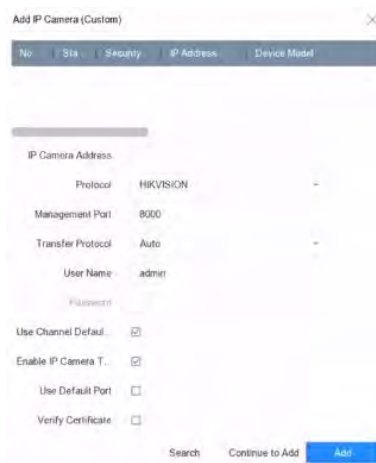 Add IP Camera (Custom)
No. Sta... Security IP Address Device Model
IP Camera Address
Protocol HIKVISION
Management Port 8000
Transfer Protocol Auto
User Name admin
Password
Use Channel Defaul...
Enable IP Camera T...
Use Default Port
Verify Certificate
Search Continue to Add Add